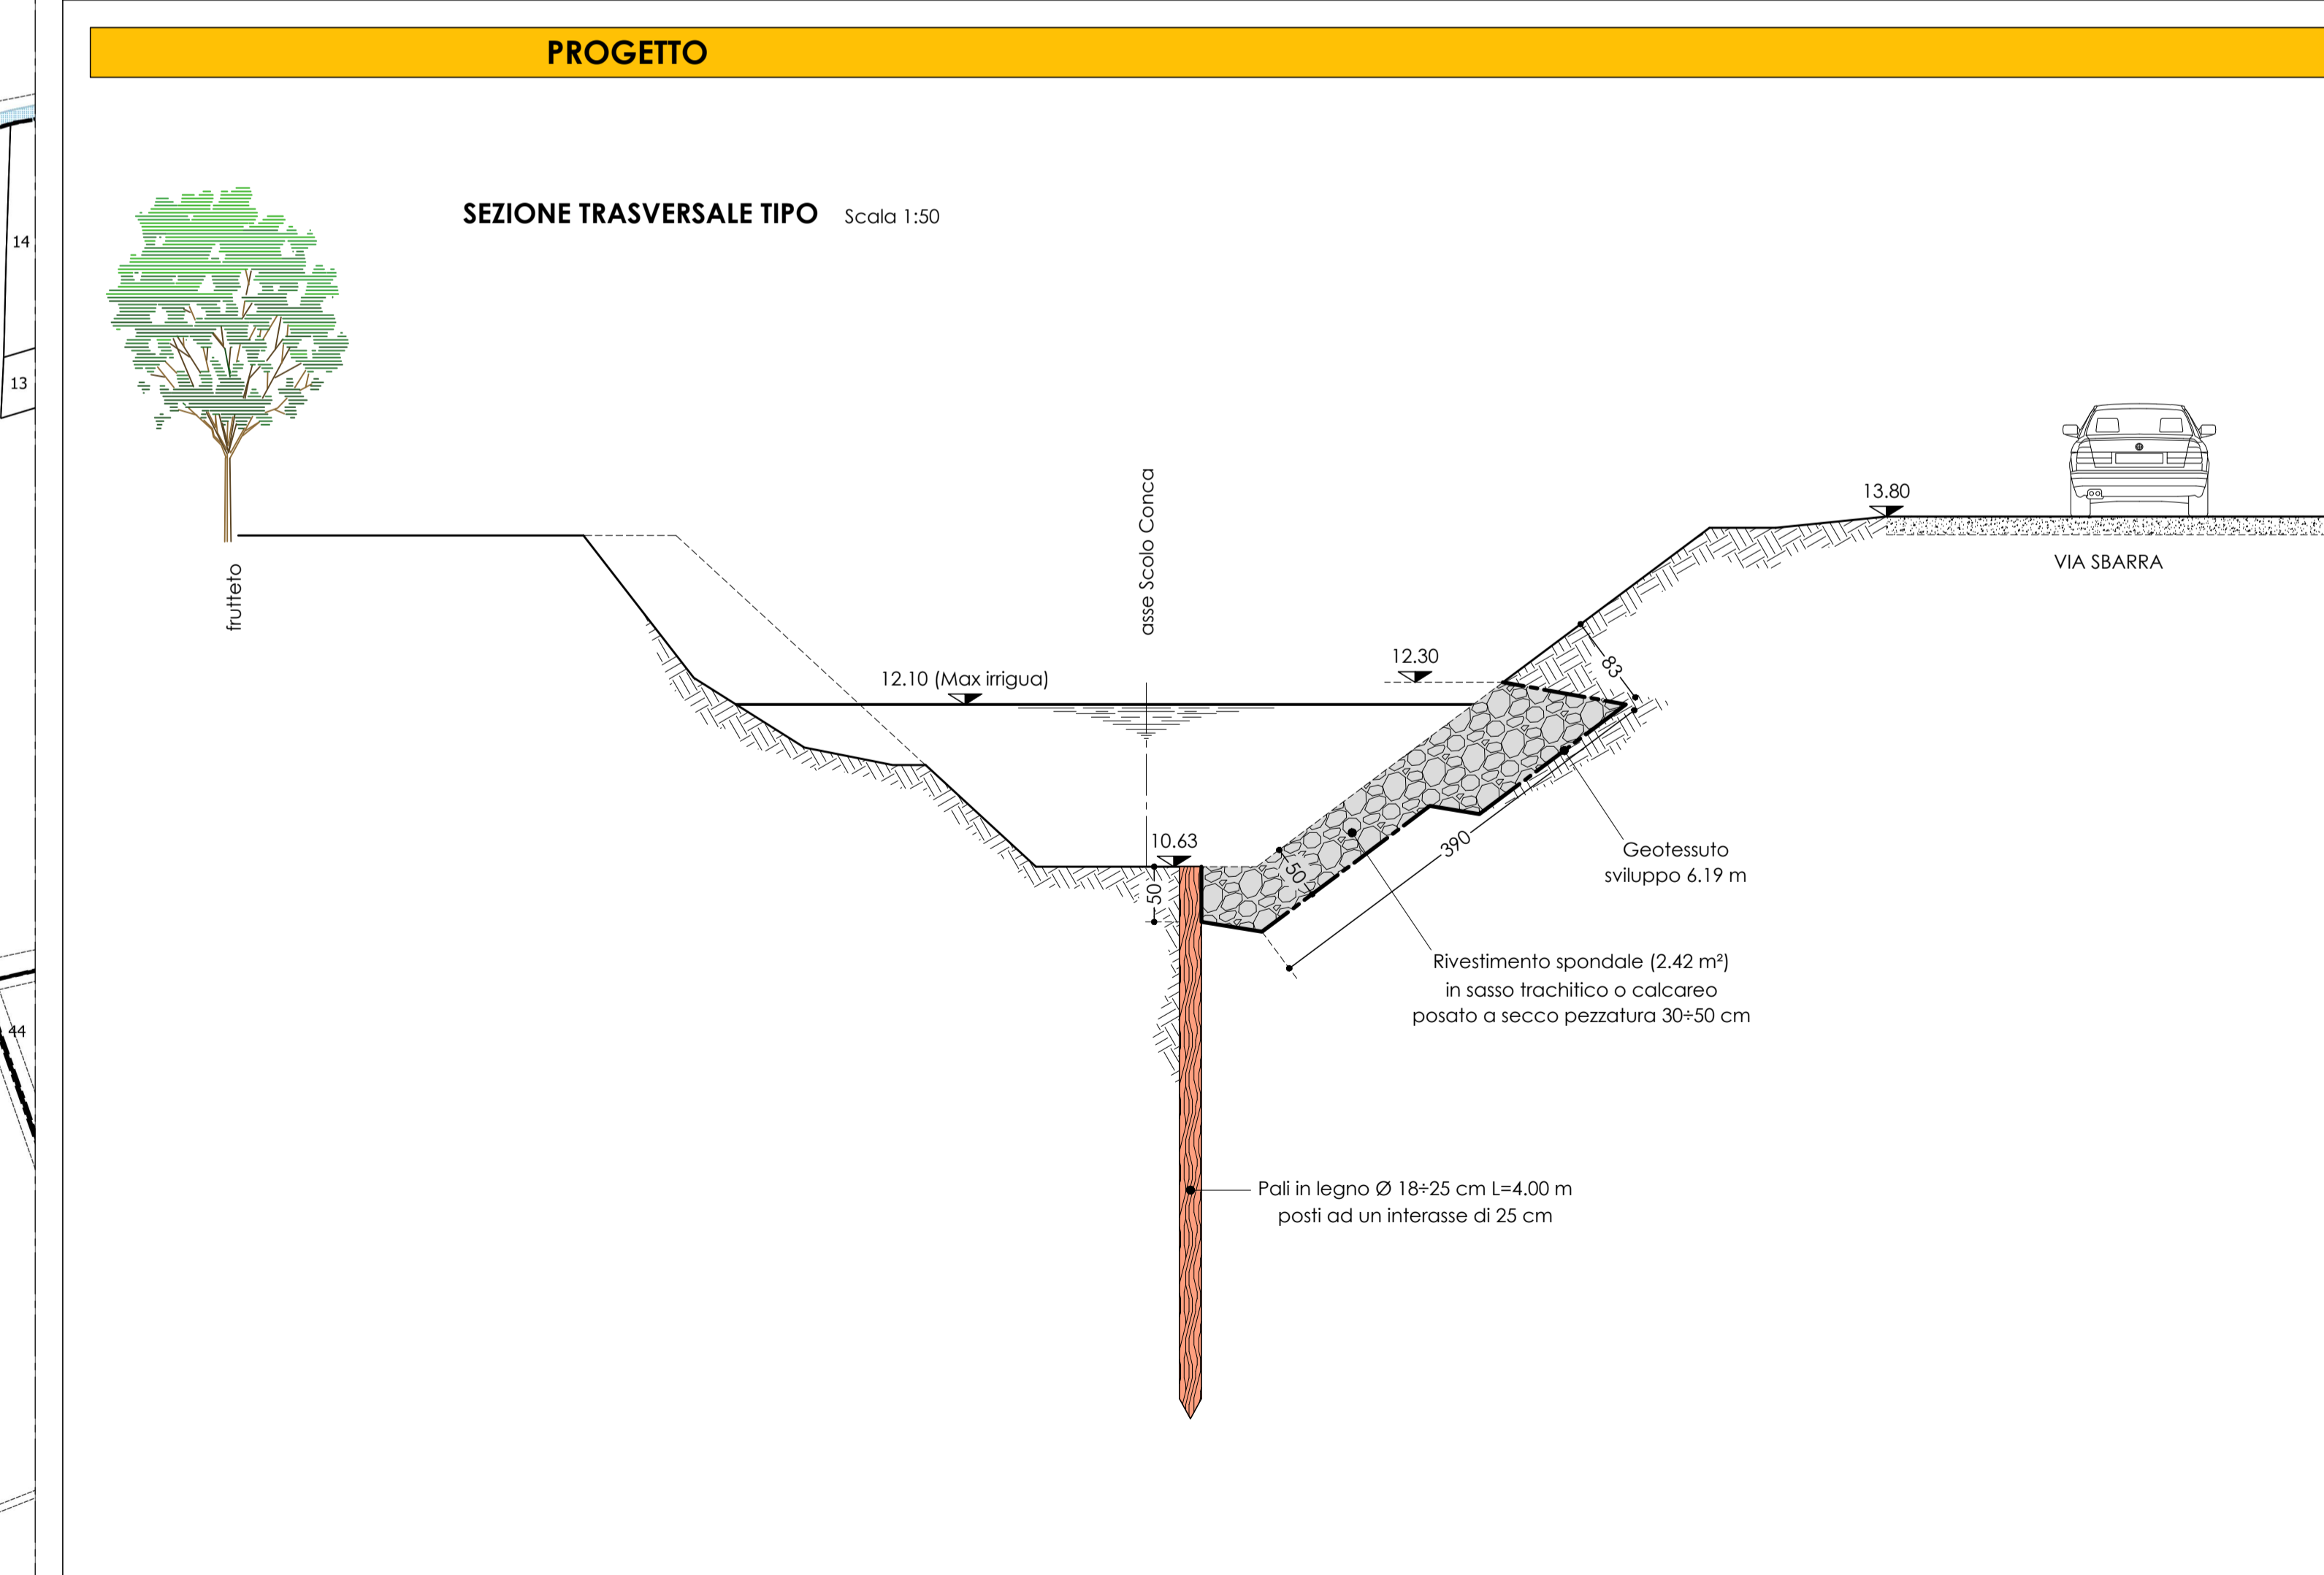 PROGETTO
SEZIONE TRASVERSALE TIPO Scala 1:50
14
13
44
frutteto
asse Scolo Conca
12.10 (Max irrigua)
12.30
13.80
VIA SBARRA
83
10.63
50
50
390
Geotessuto
sviluppo 6.19 m
Rivestimento spondale (2.42 m²)
in sasso trachitico o calcareo
posato a secco pezzatura 30÷50 cm
Pali in legno Ø 18÷25 cm L=4.00 m
posti ad un interasse di 25 cm